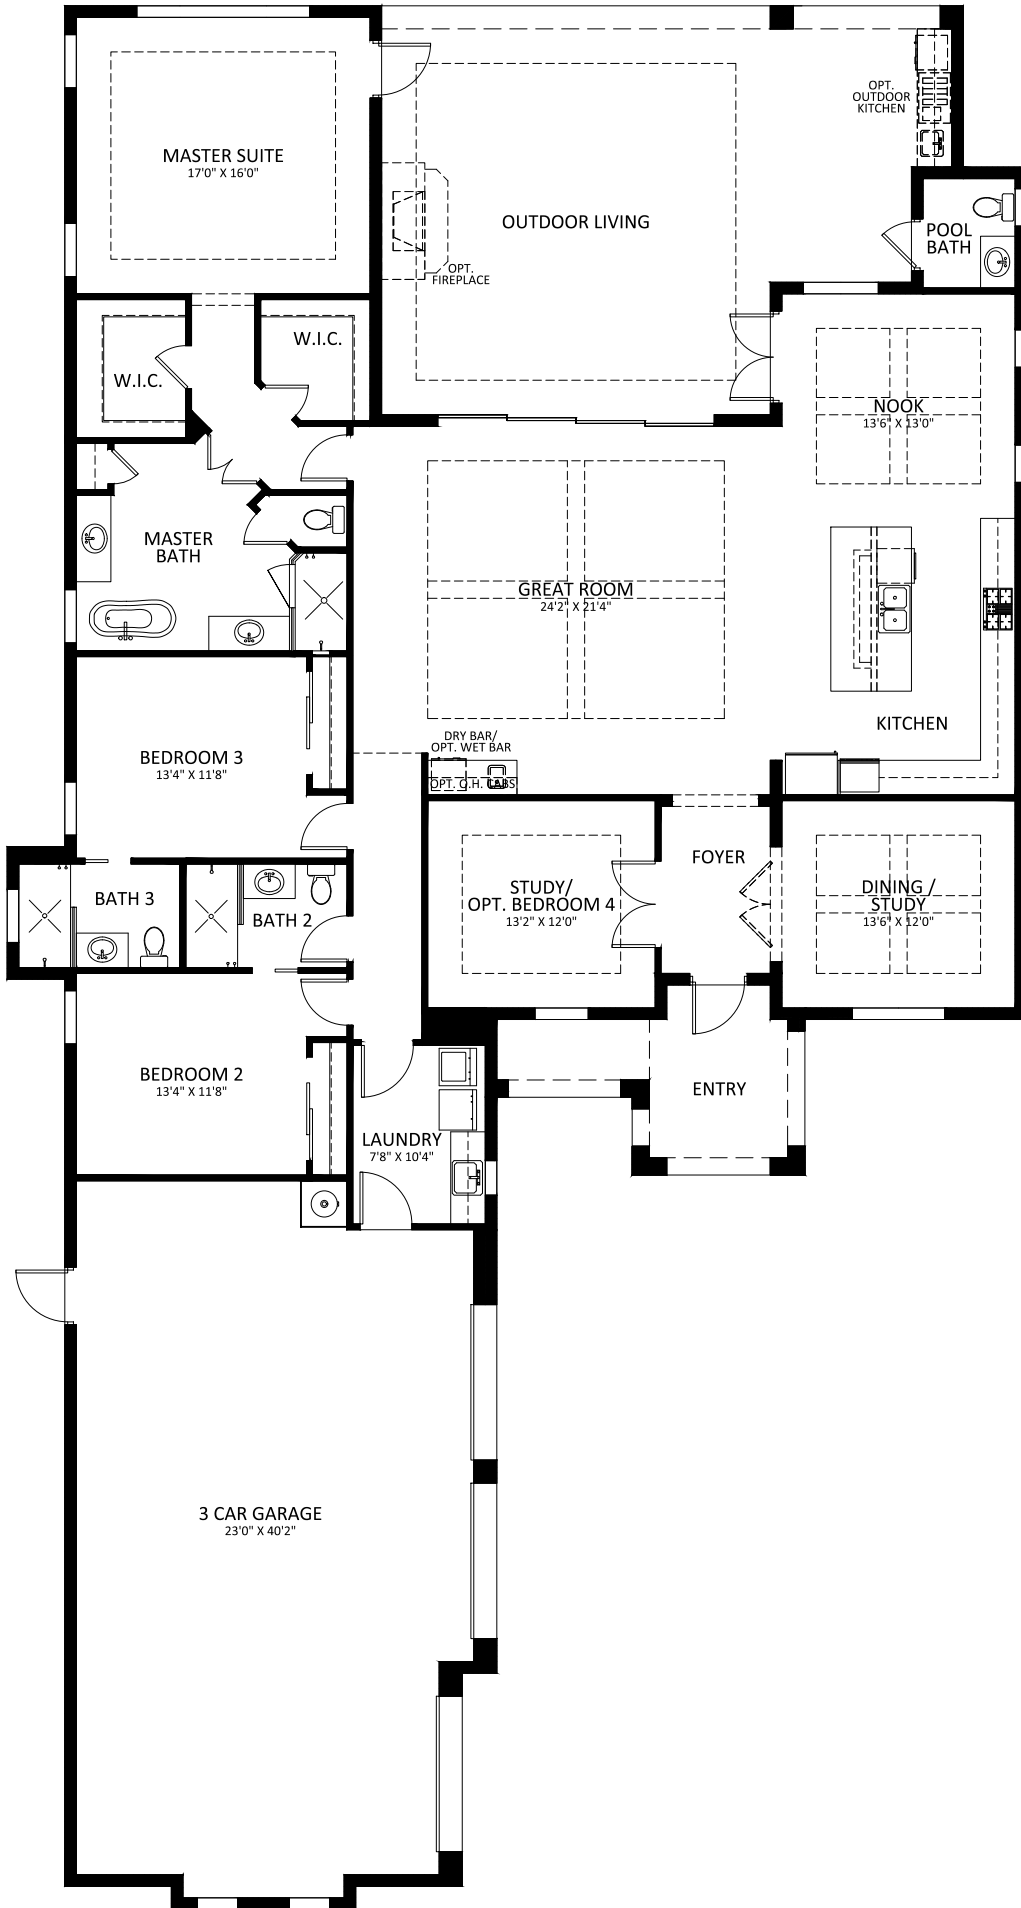 OPT.
OUTDOOR
KITCHEN
MASTER SUITE
17'0" X 16'0"
OUTDOOR LIVING
POOL
BATH
OPT.
FIREPLACE
W.I.C.
W.I.C.
NOOK
13'6" X 13'0"
MASTER
BATH
GREAT ROOM
24'2" X 21'4"
KITCHEN
DRY BAR/
OPT. WET BAR
OPT. O.H. CABS
BEDROOM 3
13'4" X 11'8"
FOYER
STUDY/
OPT. BEDROOM 4
13'2" X 12'0"
DINING /
STUDY
13'6" X 12'0"
BATH 3
BATH 2
BEDROOM 2
13'4" X 11'8"
ENTRY
LAUNDRY
7'8" X 10'4"
3 CAR GARAGE
23'0" X 40'2"